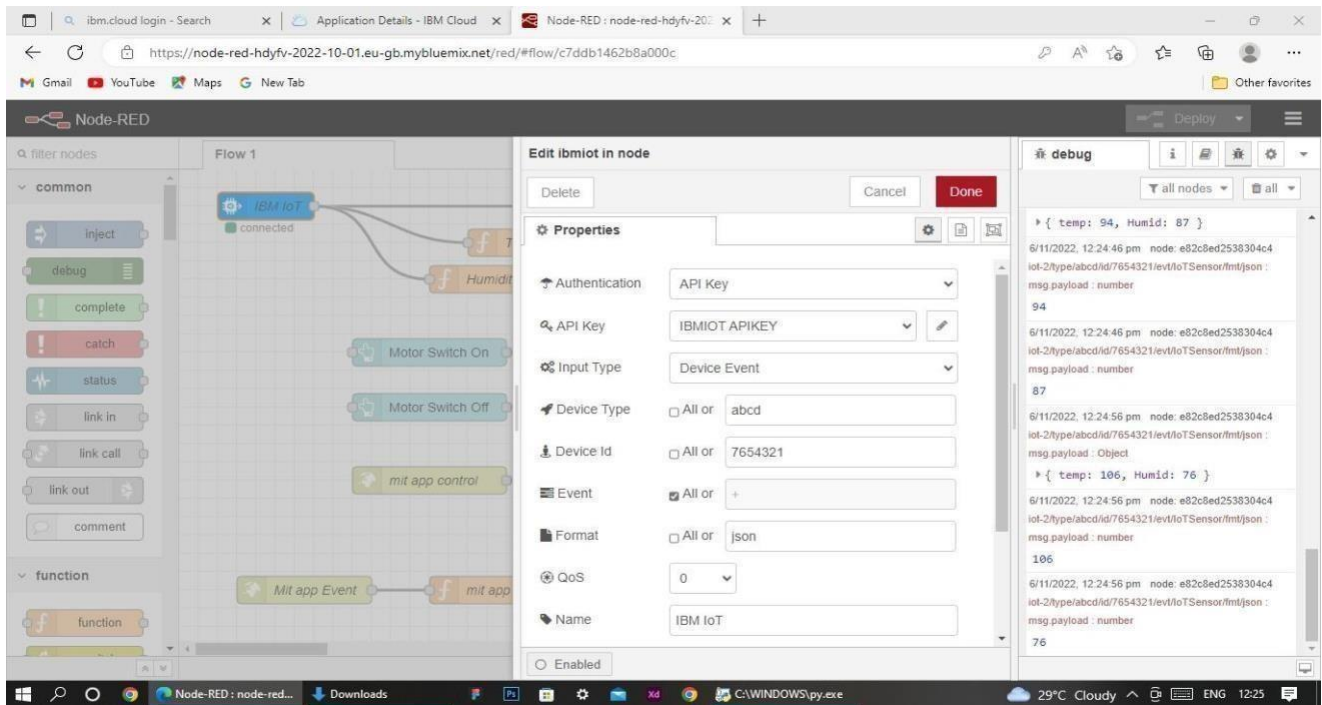 ibm.cloud login - Search
Application Details - IBM Cloud
Node-RED : node-red-hdyfv-202
https://node-red-hdyfv-2022-10-01.eu-gb.mybluemix.net/red/#flow/c7ddb1462b8a000c
Gmail YouTube Maps New Tab Other favorites
Node-RED Deploy
filter nodes
common
inject
debug
complete
catch
status
link in
link call
link out
comment
function
function
Flow 1
IBM IoT
connected
T
Humidit
Motor Switch On
Motor Switch Off
mit app control
Mit app Event mit app
Edit ibmiot in node
Delete Cancel Done
Properties
Authentication API Key
API Key IBMIOT APIKEY
Input Type Device Event
Device Type All or abcd
Device Id All or 7654321
Event All or +
Format All or json
QoS 0
Name IBM IoT
Enabled
debug i
all nodes all
{ temp: 94, Humid: 87 }
6/11/2022, 12:24:46 pm node: e82c8ed2538304c4
iot-2/type/abcd/id/7654321/evt/IoTSensor/fmt/json :
msg.payload : number
94
6/11/2022, 12:24:46 pm node: e82c8ed2538304c4
iot-2/type/abcd/id/7654321/evt/IoTSensor/fmt/json :
msg.payload : number
87
6/11/2022, 12:24:56 pm node: e82c8ed2538304c4
iot-2/type/abcd/id/7654321/evt/IoTSensor/fmt/json :
msg.payload : Object
{ temp: 106, Humid: 76 }
6/11/2022, 12:24:56 pm node: e82c8ed2538304c4
iot-2/type/abcd/id/7654321/evt/IoTSensor/fmt/json :
msg.payload : number
106
6/11/2022, 12:24:56 pm node: e82c8ed2538304c4
iot-2/type/abcd/id/7654321/evt/IoTSensor/fmt/json :
msg.payload : number
76
Node-RED : node-red... Downloads Ps Xd C:\WINDOWS\py.exe 29°C Cloudy ENG 12:25